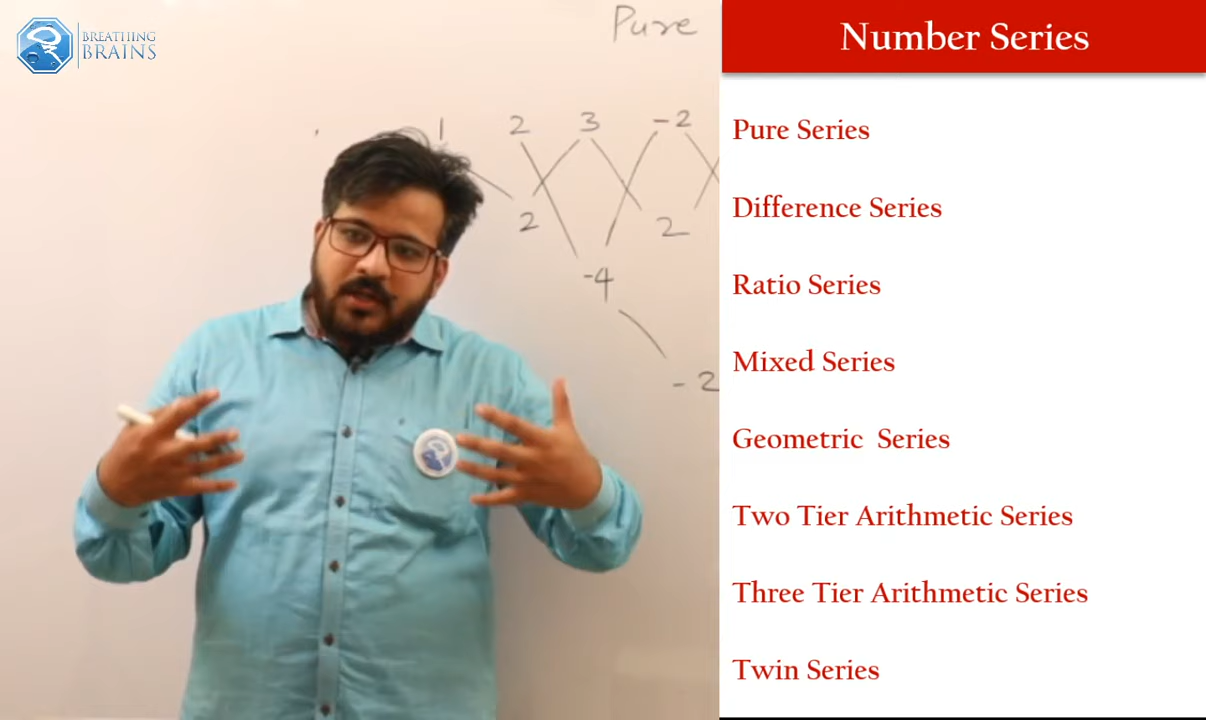 BREATHING
BRAINS
Pure
1 2 3 -2
2 2
-4
-2
Number Series
Pure Series
Difference Series
Ratio Series
Mixed Series
Geometric Series
Two Tier Arithmetic Series
Three Tier Arithmetic Series
Twin Series